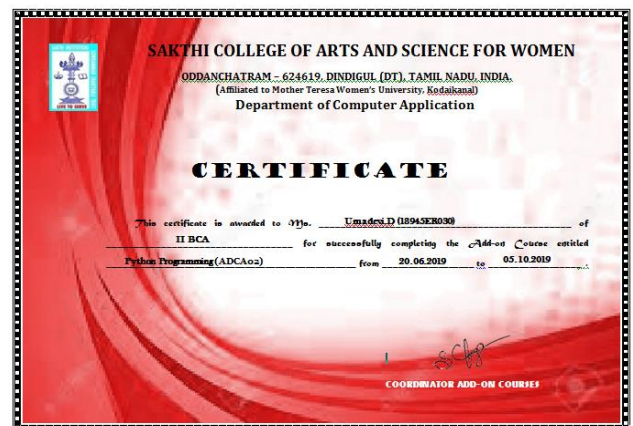 SAKTHI COLLEGE OF ARTS AND SCIENCE FOR WOMEN
ODDANCHATRAM – 624619, DINDIGUL (DT), TAMIL NADU, INDIA.
(Affiliated to Mother Teresa Women's University, Kodaikanal)
Department of Computer Application
CERTIFICATE
This certificate is awarded to Ms. Umadevi.D (18945ER030) of
II BCA for successfully completing the Add-on Course entitled
Python Programming (ADCA02) from 20.06.2019 to 05.10.2019 .
COORDINATOR ADD-ON COURSES